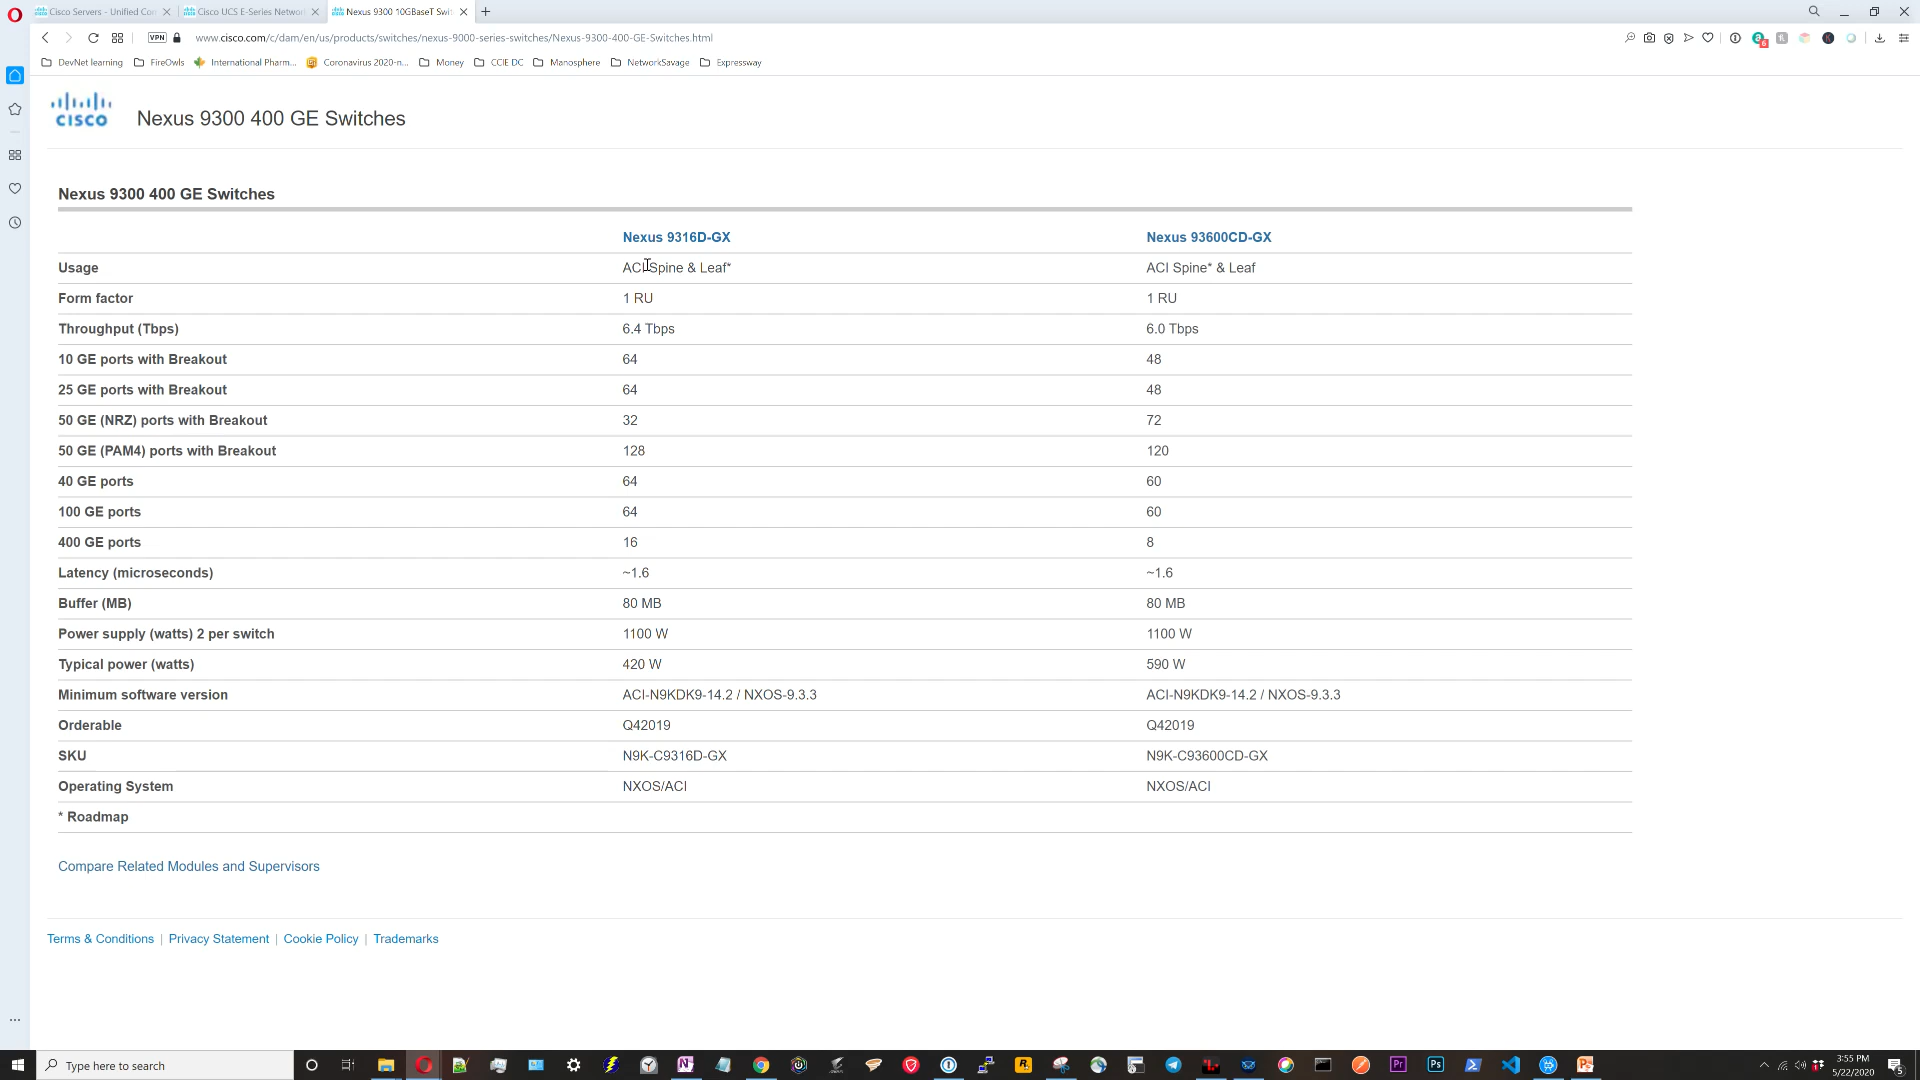 Cisco Servers - Unified Con
Cisco UCS E-Series Network
Nexus 9300 10GBaseT Swit
VPN
www.cisco.com/c/dam/en/us/products/switches/nexus-9000-series-switches/Nexus-9300-400-GE-Switches.html
DevNet learning
FireOwls
International Pharm...
Coronavirus 2020-n...
Money
CCIE DC
Manosphere
NetworkSavage
Expressway
CISCO
Nexus 9300 400 GE Switches
Nexus 9300 400 GE Switches
Nexus 9316D-GX Nexus 93600CD-GX
Usage ACI Spine & Leaf* ACI Spine* & Leaf
Form factor 1 RU 1 RU
Throughput (Tbps) 6.4 Tbps 6.0 Tbps
10 GE ports with Breakout 64 48
25 GE ports with Breakout 64 48
50 GE (NRZ) ports with Breakout 32 72
50 GE (PAM4) ports with Breakout 128 120
40 GE ports 64 60
100 GE ports 64 60
400 GE ports 16 8
Latency (microseconds) ~1.6 ~1.6
Buffer (MB) 80 MB 80 MB
Power supply (watts) 2 per switch 1100 W 1100 W
Typical power (watts) 420 W 590 W
Minimum software version ACI-N9KDK9-14.2 / NXOS-9.3.3 ACI-N9KDK9-14.2 / NXOS-9.3.3
Orderable Q42019 Q42019
SKU N9K-C9316D-GX N9K-C93600CD-GX
Operating System NXOS/ACI NXOS/ACI
* Roadmap
Compare Related Modules and Supervisors
Terms & Conditions | Privacy Statement | Cookie Policy | Trademarks
Type here to search
3:55 PM
5/22/2020